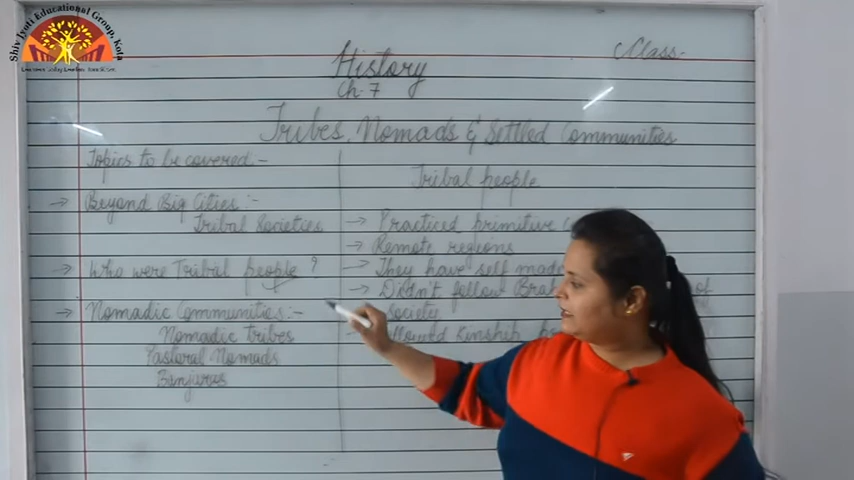 Shiv Jyoti Educational Group, Kota
History
Class-
Ch-7
Tribes, Nomads & Settled Communities
Topics to be covered -
→ Beyond Big Cities :-
Tribal Societies
→ Who were Tribal people ?
→ Nomadic Communities :-
Nomadic tribes
Pastoral Nomads
Banjaras
Tribal people
→ Practiced primitive
→ Remote regions
→ They have self made
→ Didn't follow of
Society
Kinship